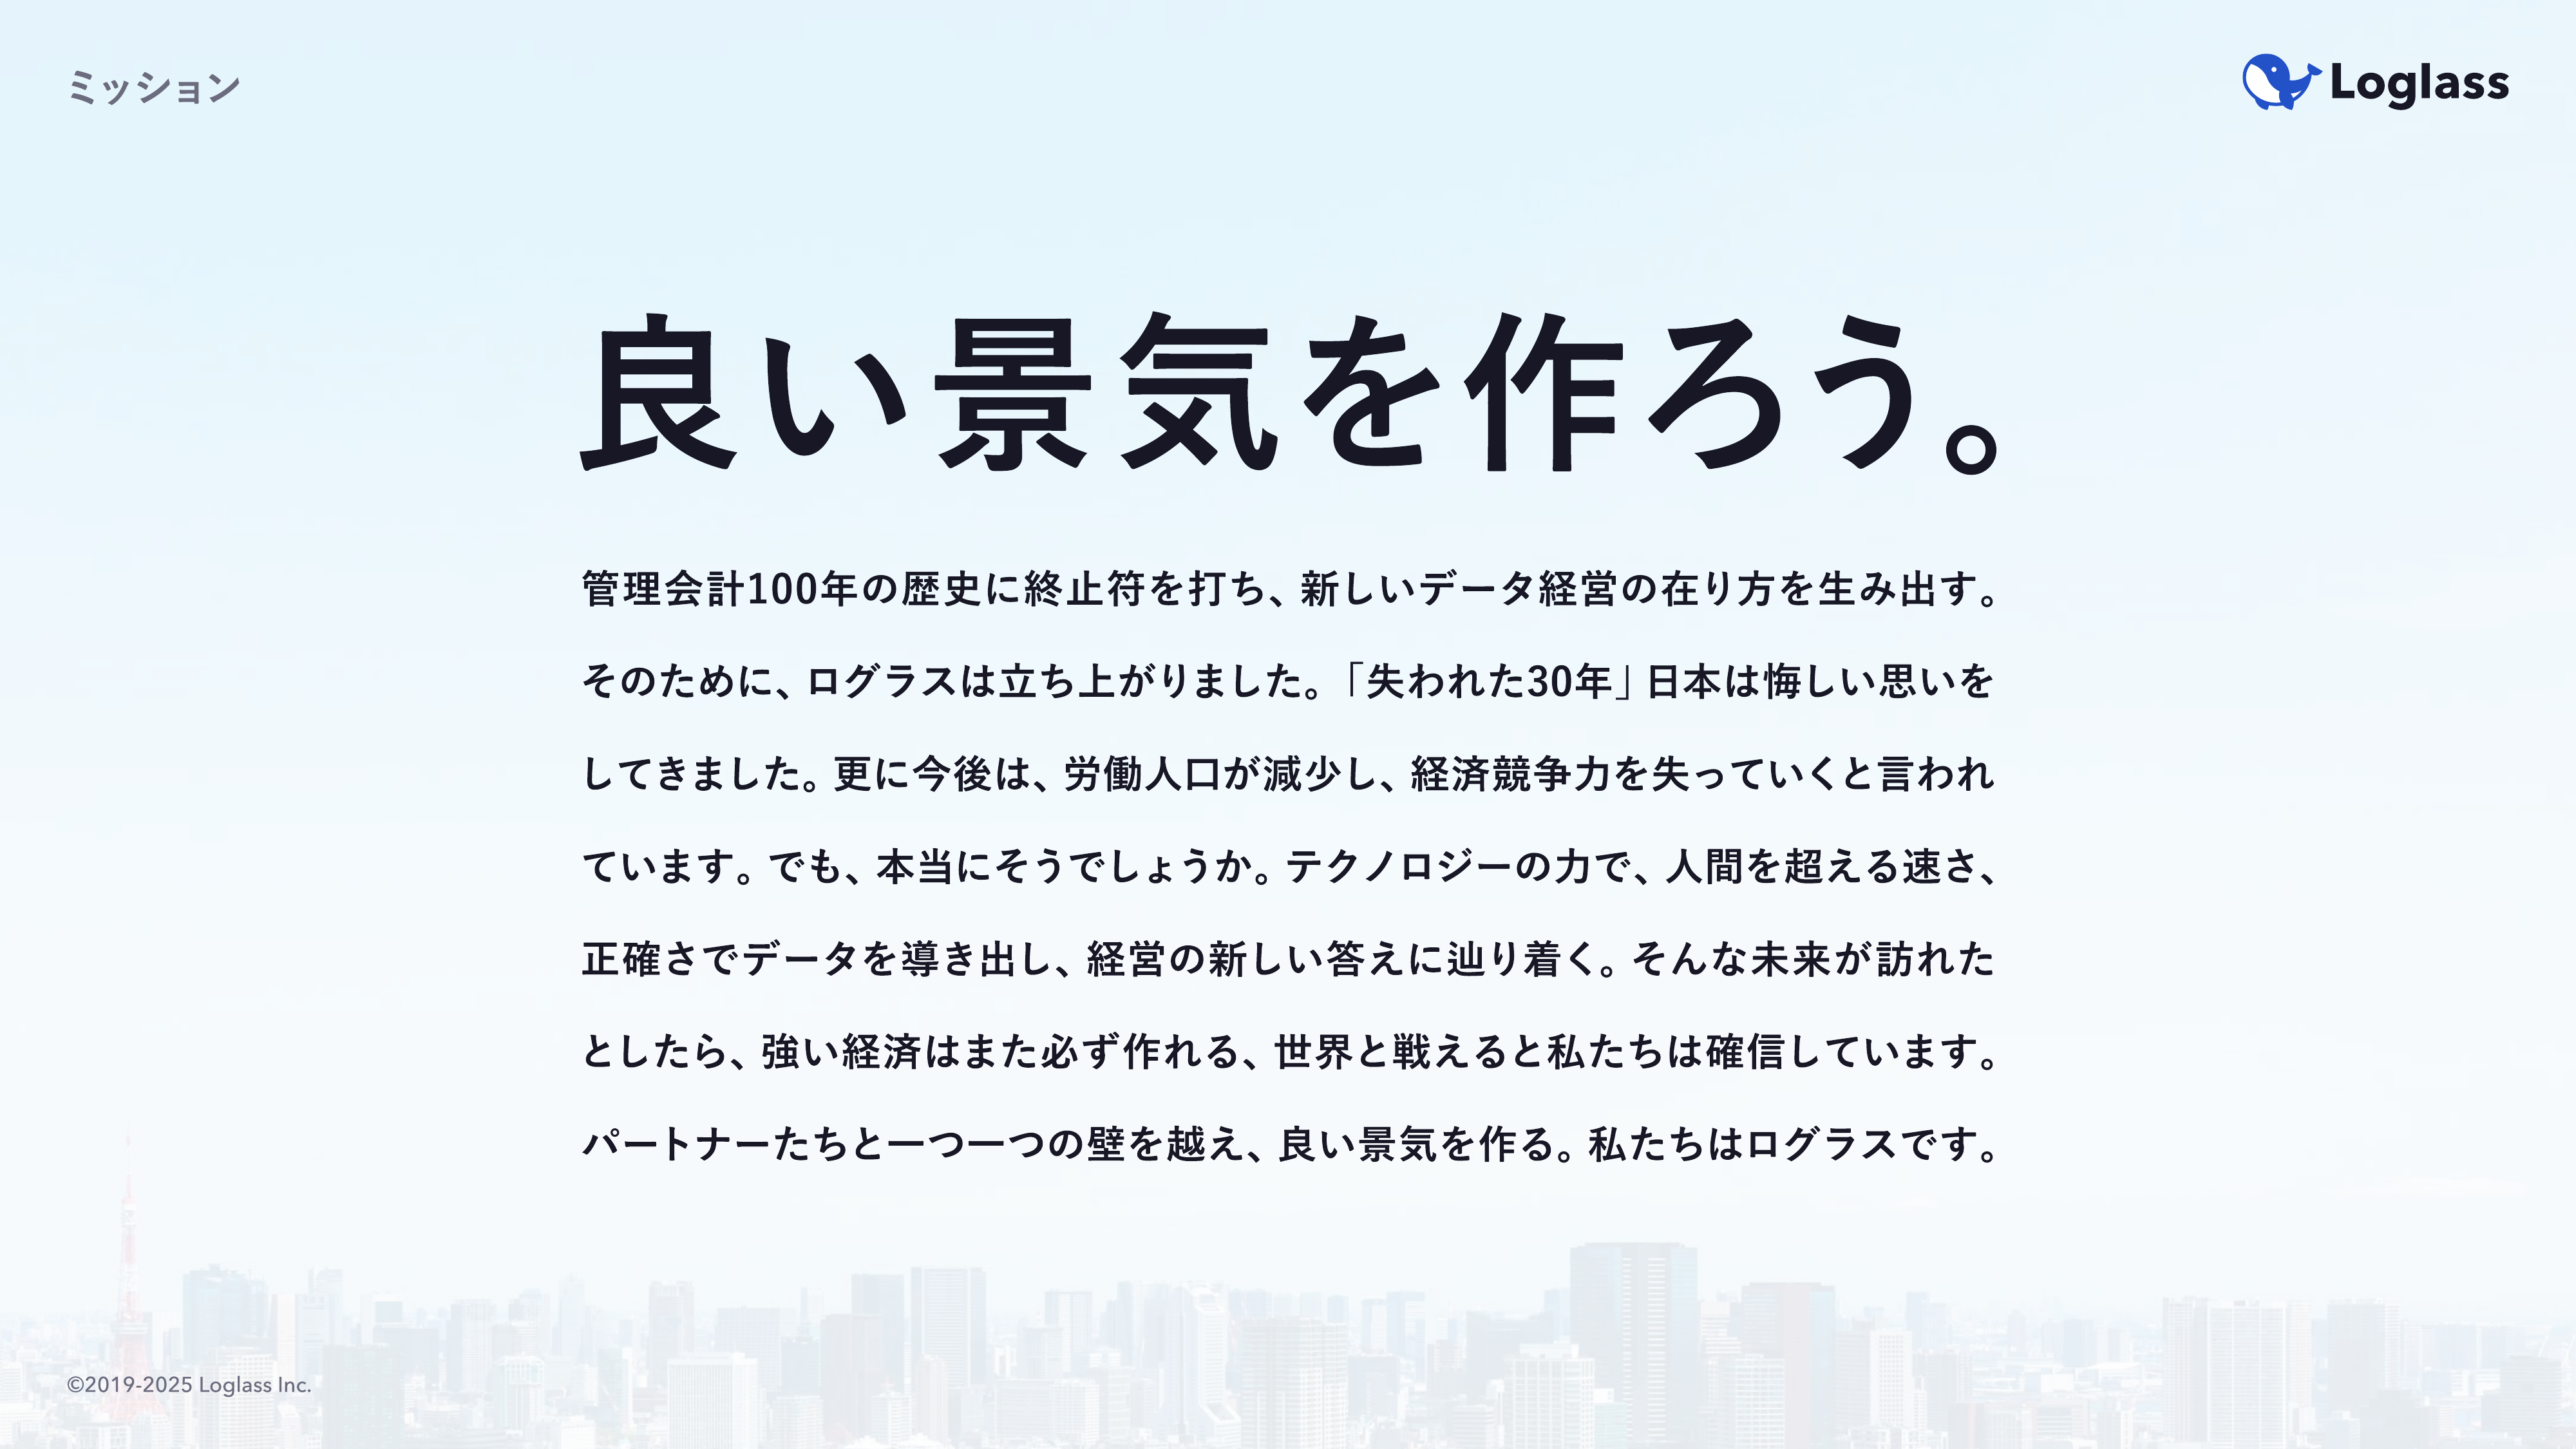 ミッション
Loglass
良い景気を作ろう。
管理会計100年の歴史に終止符を打ち、新しいデータ経営の在り方を生み出す。
そのために、ログラスは立ち上がりました。「失われた30年」日本は悔しい思いを
してきました。更に今後は、労働人口が減少し、経済競争力を失っていくと言われ
ています。でも、本当にそうでしょうか。テクノロジーの力で、人間を超える速さ、
正確さでデータを導き出し、経営の新しい答えに辿り着く。そんな未来が訪れた
としたら、強い経済はまた必ず作れる、世界と戦えると私たちは確信しています。
パートナーたちと一つ一つの壁を越え、良い景気を作る。私たちはログラスです。
©2019-2025 Loglass Inc.